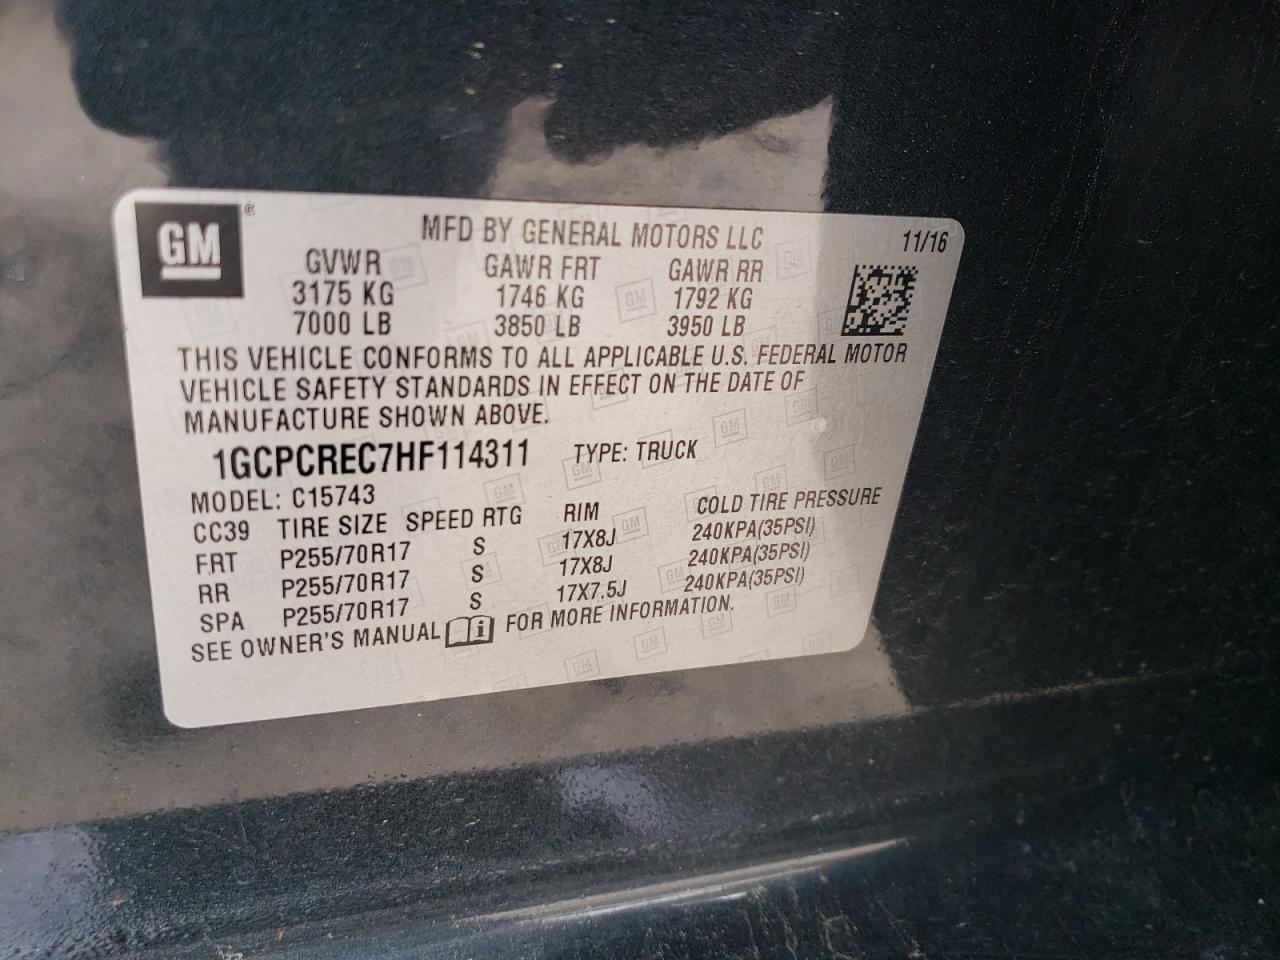 GM
MFD BY GENERAL MOTORS LLC 11/16
GVWR GAWR FRT GAWR RR
3175 KG 1746 KG 1792 KG
7000 LB 3850 LB 3950 LB
THIS VEHICLE CONFORMS TO ALL APPLICABLE U.S. FEDERAL MOTOR
VEHICLE SAFETY STANDARDS IN EFFECT ON THE DATE OF
MANUFACTURE SHOWN ABOVE.
1GCPCREC7HF114311 TYPE: TRUCK
MODEL: C15743
CC39 TIRE SIZE SPEED RTG RIM COLD TIRE PRESSURE
FRT P255/70R17 S 17X8J 240KPA(35PSI)
RR P255/70R17 S 17X8J 240KPA(35PSI)
SPA P255/70R17 S 17X7.5J 240KPA(35PSI)
SEE OWNER'S MANUAL i FOR MORE INFORMATION.